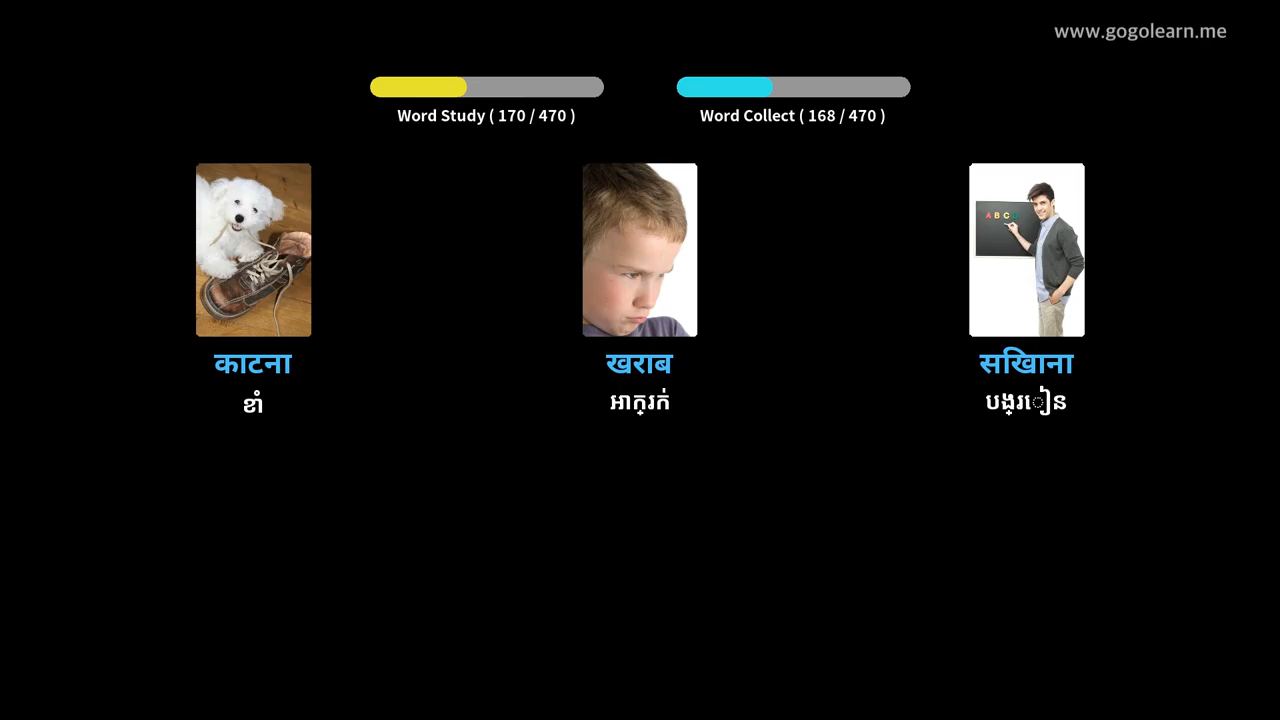 www.gogolearn.me
Word Study ( 170 / 470 )
Word Collect ( 168 / 470 )
काटना
खराब
सिखाना
ខាំ
អាក្រក់
បង្រៀន